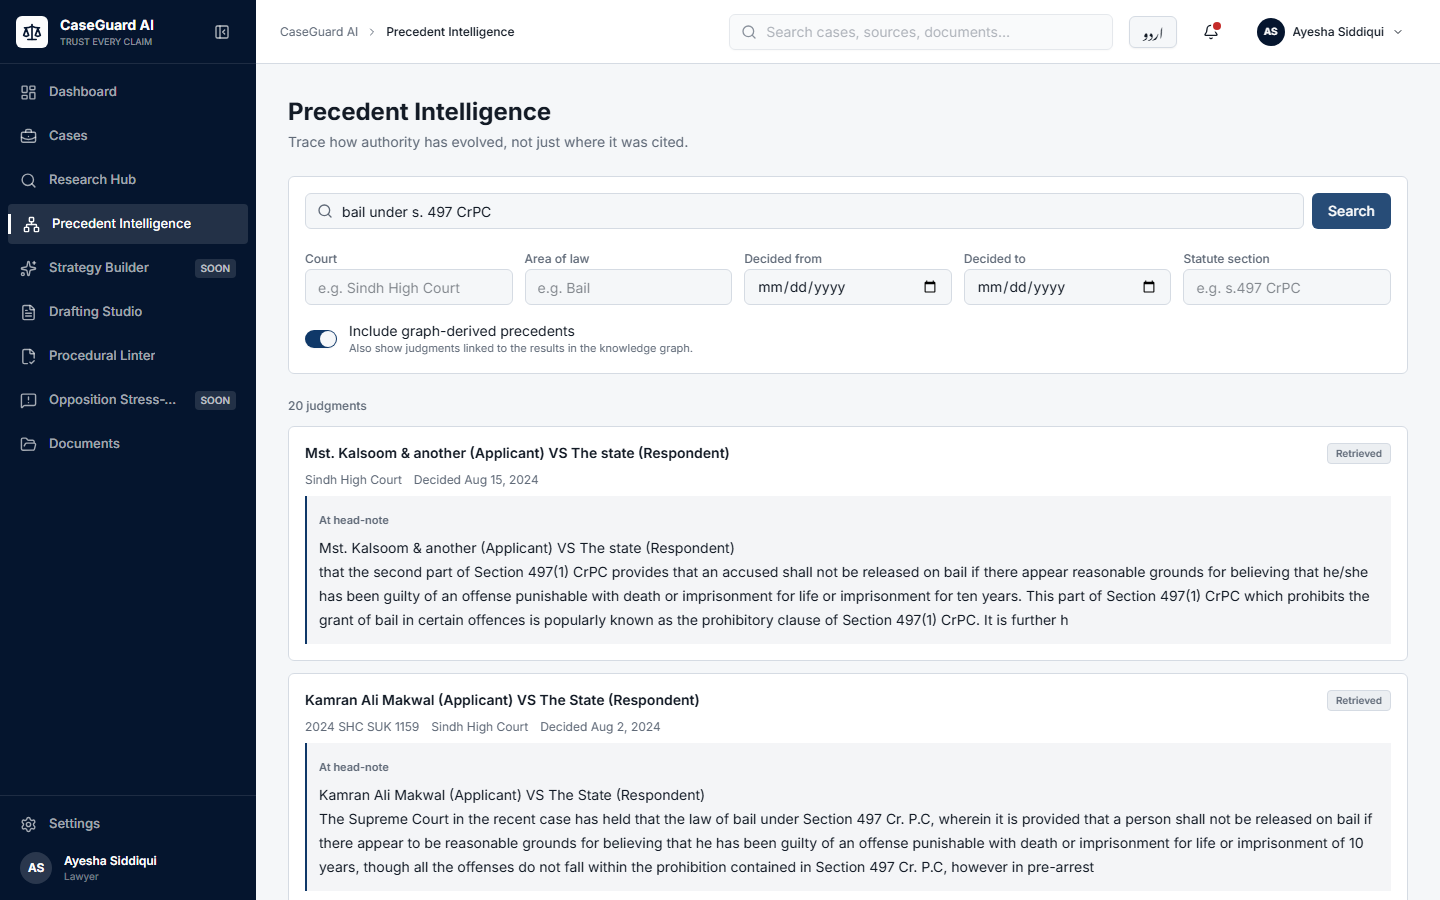 CaseGuard AI
TRUST EVERY CLAIM
Dashboard
Cases
Research Hub
Precedent Intelligence
Strategy Builder SOON
Drafting Studio
Procedural Linter
Opposition Stress-... SOON
Documents
Settings
AS Ayesha Siddiqui
Lawyer
CaseGuard AI > Precedent Intelligence
Search cases, sources, documents...
اردو
AS Ayesha Siddiqui
Precedent Intelligence
Trace how authority has evolved, not just where it was cited.
bail under s. 497 CrPC
Search
Court Area of law Decided from Decided to Statute section
e.g. Sindh High Court e.g. Bail mm/dd/yyyy mm/dd/yyyy e.g. s.497 CrPC
Include graph-derived precedents
Also show judgments linked to the results in the knowledge graph.
20 judgments
Mst. Kalsoom & another (Applicant) VS The state (Respondent) Retrieved
Sindh High Court Decided Aug 15, 2024
At head-note
Mst. Kalsoom & another (Applicant) VS The state (Respondent)
that the second part of Section 497(1) CrPC provides that an accused shall not be released on bail if there appear reasonable grounds for believing that he/she
has been guilty of an offense punishable with death or imprisonment for life or imprisonment for ten years. This part of Section 497(1) CrPC which prohibits the
grant of bail in certain offences is popularly known as the prohibitory clause of Section 497(1) CrPC. It is further h
Kamran Ali Makwal (Applicant) VS The State (Respondent) Retrieved
2024 SHC SUK 1159 Sindh High Court Decided Aug 2, 2024
At head-note
Kamran Ali Makwal (Applicant) VS The State (Respondent)
The Supreme Court in the recent case has held that the law of bail under Section 497 Cr. P.C, wherein it is provided that a person shall not be released on bail if
there appear to be reasonable grounds for believing that he has been guilty of an offense punishable with death or imprisonment for life or imprisonment of 10
years, though all the offenses do not fall within the prohibition contained in Section 497 Cr. P.C, however in pre-arrest